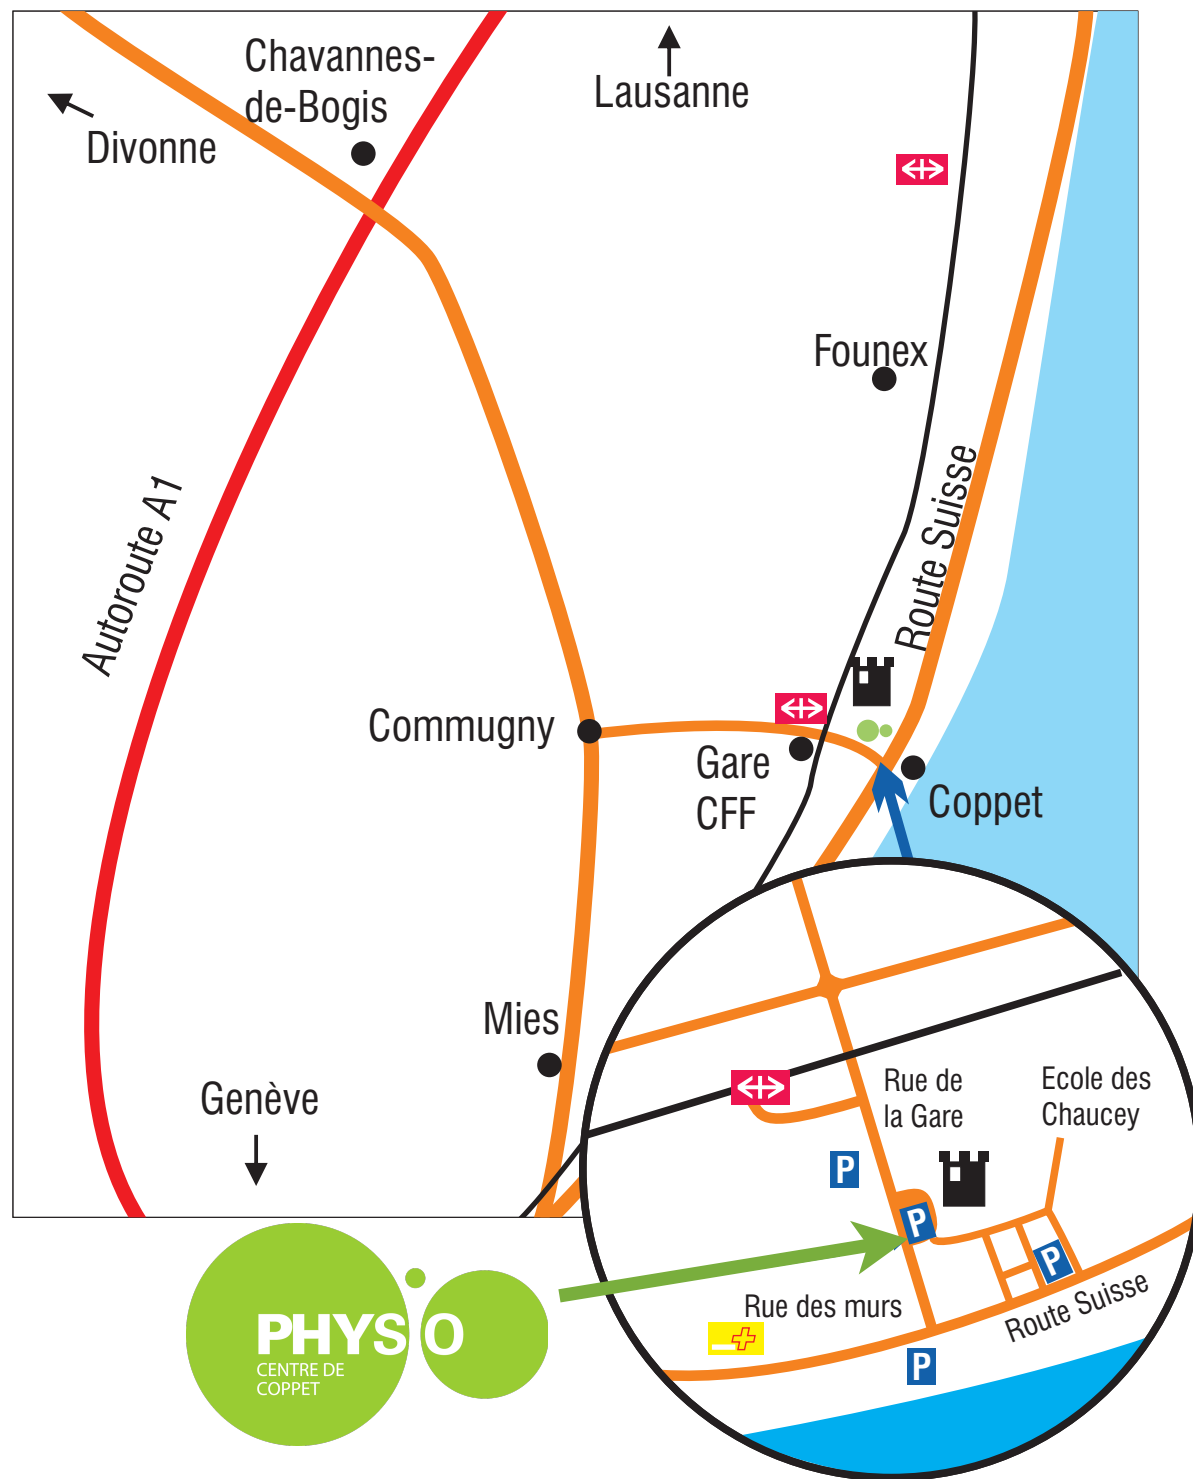 Chavannes-
de-Bogis
Lausanne
Divonne
Founex
Route Suisse
Autoroute A1
Commugny
Gare
CFF
Coppet
Mies
Genève
Rue de
la Gare
Ecole des
Chaucey
P
P
P
Rue des murs
Route Suisse
P
PHYSIO
CENTRE DE
COPPET